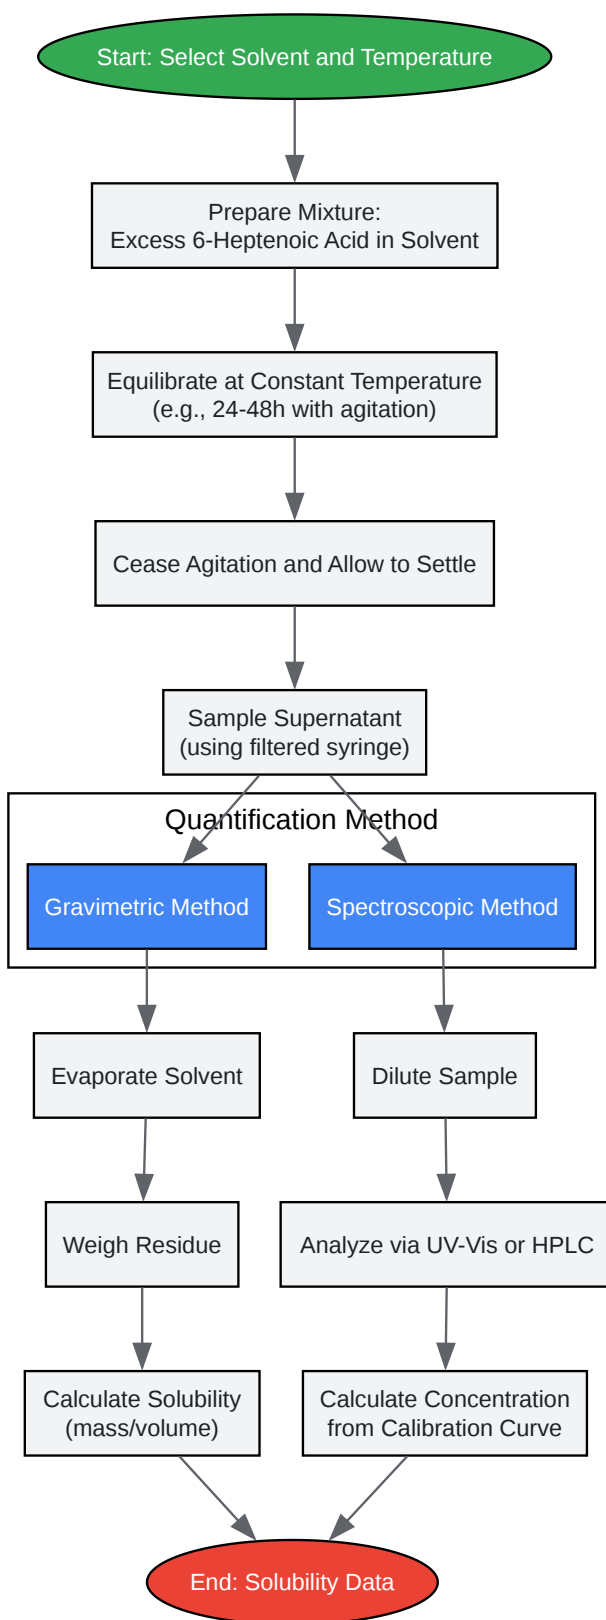 Start: Select Solvent and Temperature
Prepare Mixture:
Excess 6-Heptenoic Acid in Solvent
Equilibrate at Constant Temperature
(e.g., 24-48h with agitation)
Cease Agitation and Allow to Settle
Sample Supernatant
(using filtered syringe)
Quantification Method
Gravimetric Method
Spectroscopic Method
Evaporate Solvent
Dilute Sample
Weigh Residue
Analyze via UV-Vis or HPLC
Calculate Solubility
(mass/volume)
Calculate Concentration
from Calibration Curve
End: Solubility Data